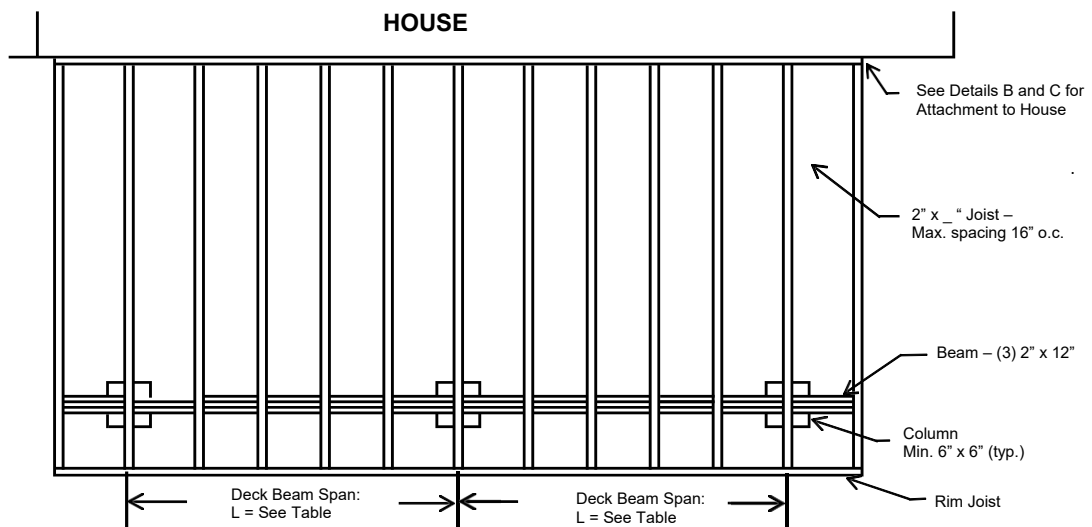 HOUSE
See Details B and C for
Attachment to House
.
2” x _ “ Joist –
Max. spacing 16” o.c.
Beam – (3) 2” x 12”
Column
Min. 6” x 6” (typ.)
Deck Beam Span:
L = See Table
Deck Beam Span:
L = See Table
Rim Joist